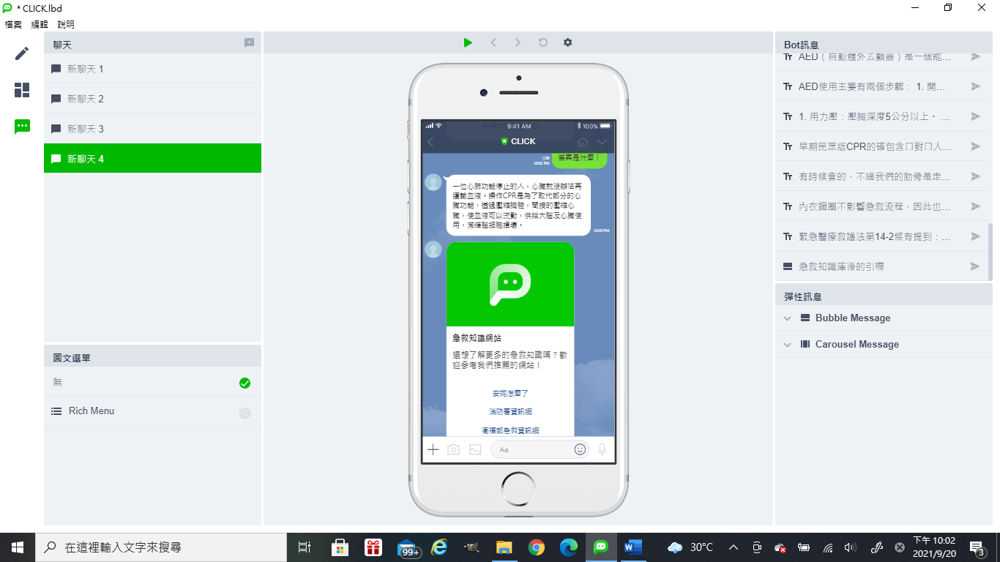 * CLICK.lbd
檔案 編輯 說明
聊天
新聊天 1
新聊天 2
新聊天 3
新聊天 4
圖文選單
無
Rich Menu
9:41 AM
100%
CLICK
已讀
10:02 PM
答案是什麼！
一位心肺功能停止的人，心臟就沒辦法再
運輸血液。操作CPR是為了取代部分的心
臟功能，透過壓縮胸腔，間接的壓縮心
臟，使血液可以流動，供給大腦及心臟使
用，減緩腦細胞損壞。
10:02 PM
急救知識網站
還想了解更多的急救知識嗎？歡
迎參考我們推薦的網站！
安妮怎麼了
消防署資訊網
衛福部急救資訊網
Aa
Bot訊息
AED（自動體外去顫器）是一個能...
AED使用主要有兩個步驟： 1. 開...
1. 用力壓：壓胸深度5公分以上。 ...
早期民眾版CPR的確包含口對口人...
有時候會的，不過我們的肋骨是走...
內衣鋼圈不影響急救流程，因此也...
緊急醫療救護法第14-2條有提到：...
急救知識庫後的引導
彈性訊息
Bubble Message
Carousel Message
在這裡輸入文字來搜尋
99+
30°C
下午 10:02
2021/9/20
3